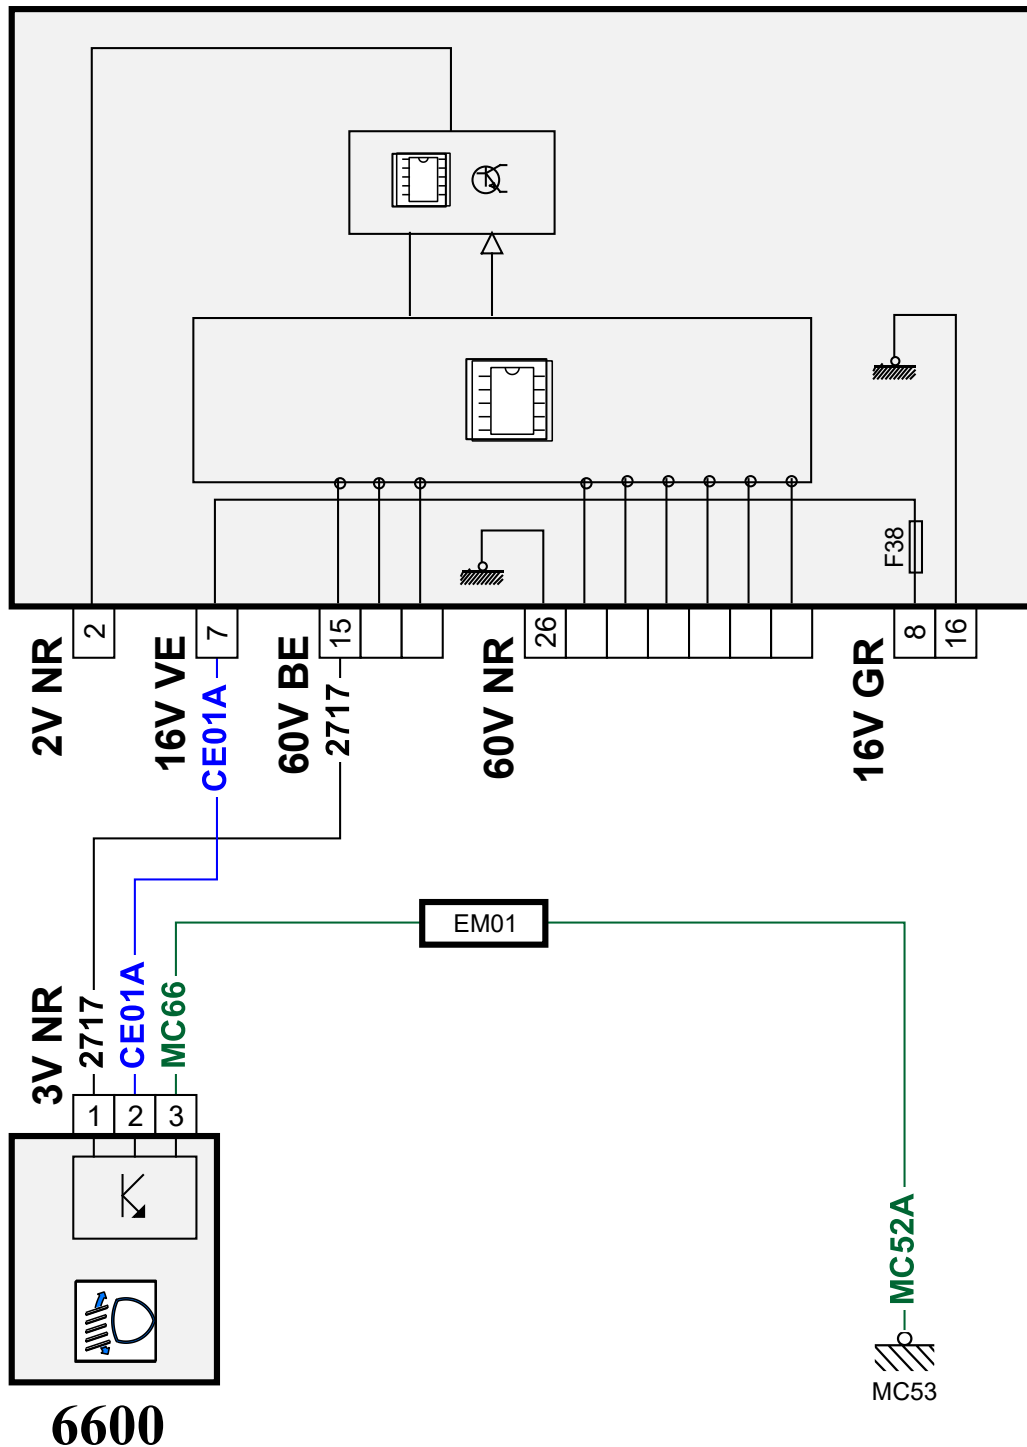 F38
2
7
15
26
8
16
2V NR
16V VE
60V BE
60V NR
16V GR
CE01A
2717
EM01
3V NR
2717
CE01A
MC66
1
2
3
MC52A
MC53
6600